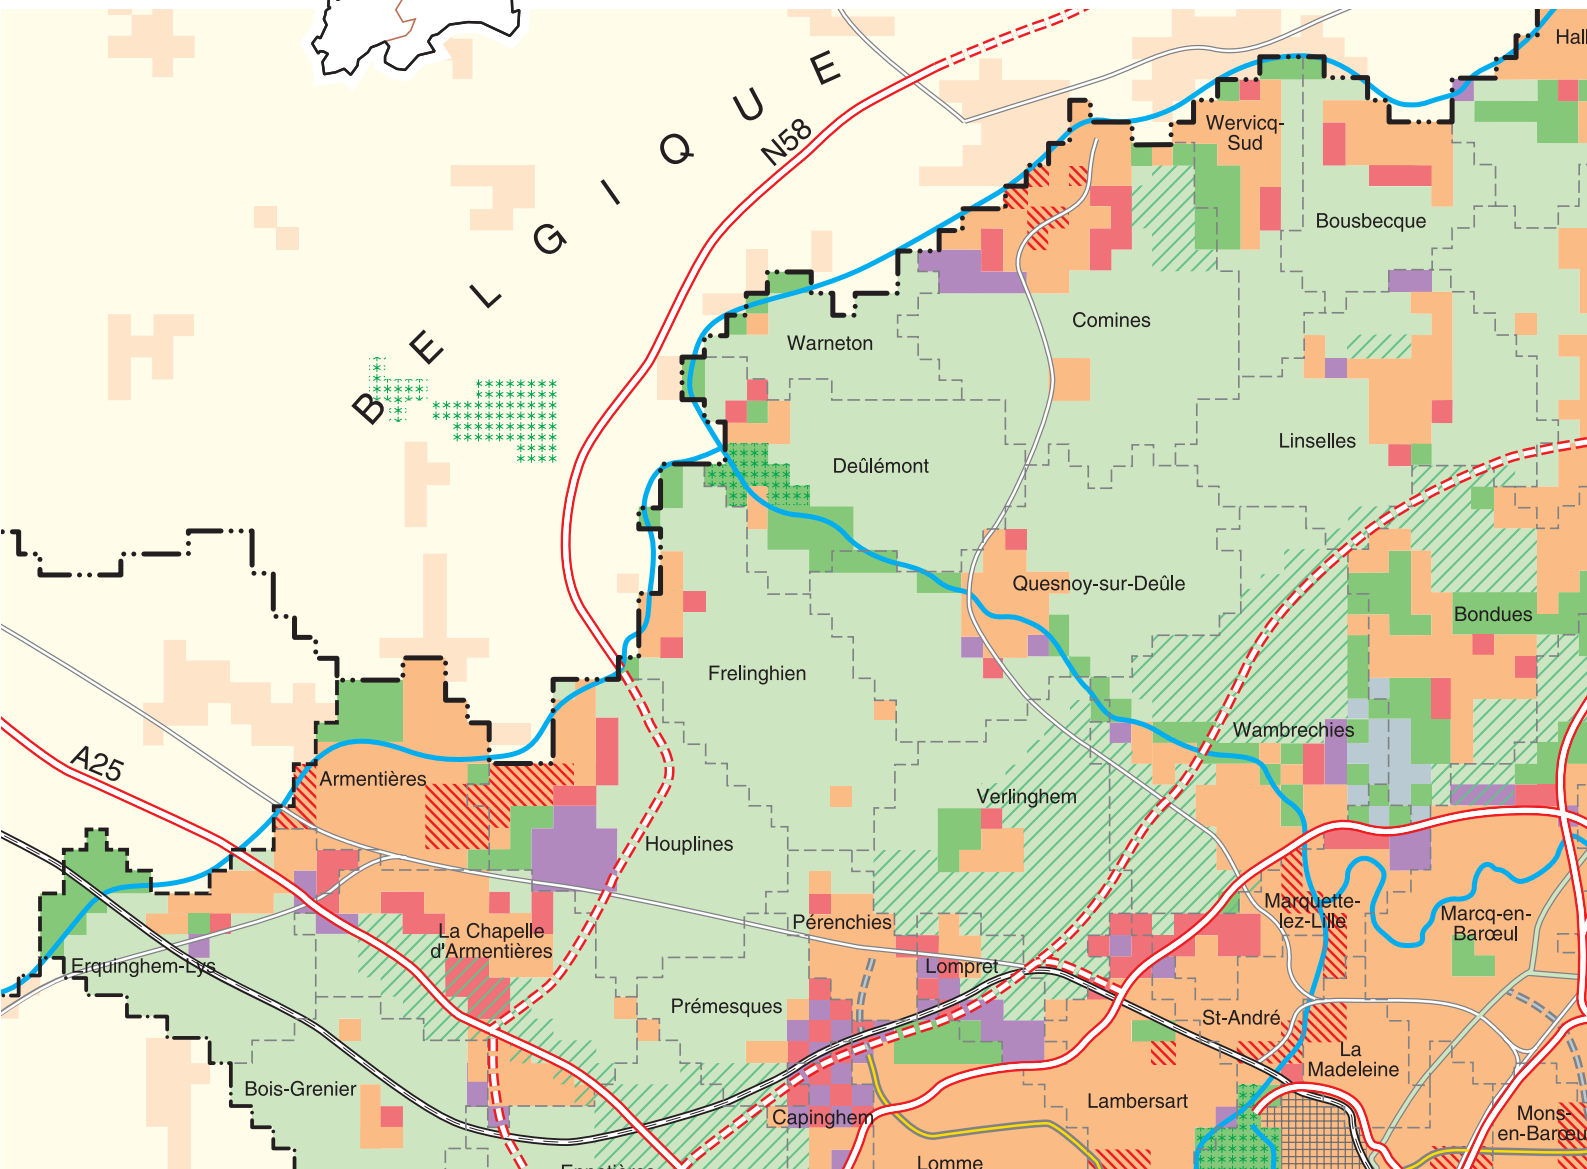 Hall
BELGIQUE
N58
Wervicq-
Sud
Bousbecque
Comines
Warneton
Linselles
Deûlémont
Quesnoy-sur-Deûle
Bondues
Frelinghien
Wambrechies
A25
Armentières
Verlinghem
Houplines
Marquette-
lez-Lille
Marcq-en-
Barœul
Pérenchies
La Chapelle
d'Armentières
Erquinghem-Lys
Lompret
Prémesques
St-André
La
Madeleine
Bois-Grenier
Lambersart
Capinghem
Mons-
en-Barœu
Lomme